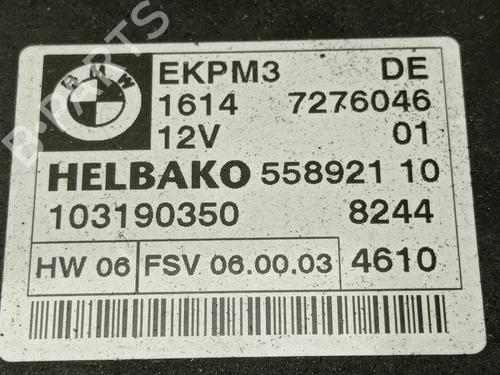 B-PARTS
BMW
EKPM3 DE
1614 7276046
12V 01
HELBAKO 558921 10
103190350 8244
HW 06 FSV 06.00.03 4610